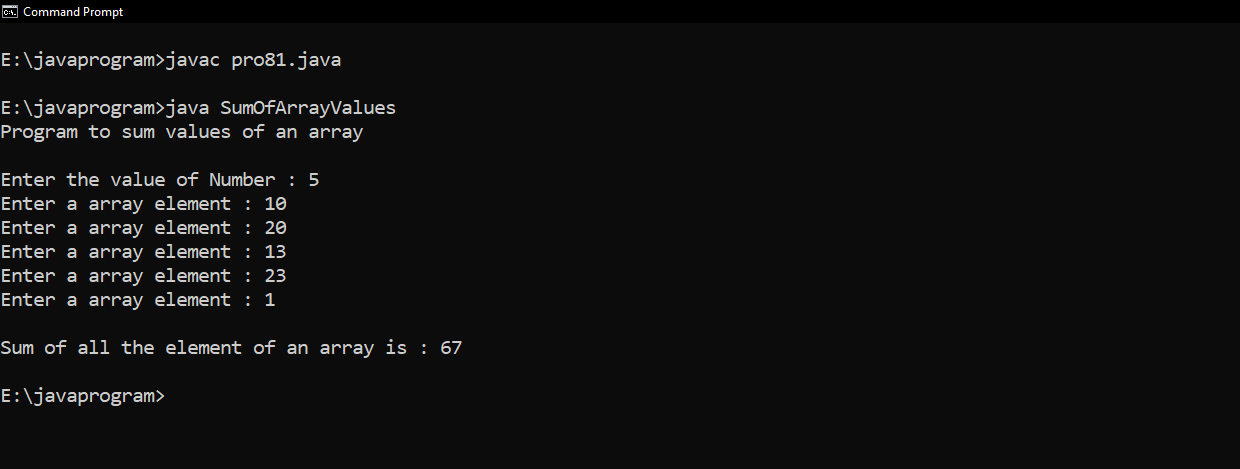 Command Prompt
E:\javaprogram>javac pro81.java
E:\javaprogram>java SumOfArrayValues
Program to sum values of an array
Enter the value of Number : 5
Enter a array element : 10
Enter a array element : 20
Enter a array element : 13
Enter a array element : 23
Enter a array element : 1
Sum of all the element of an array is : 67
E:\javaprogram>